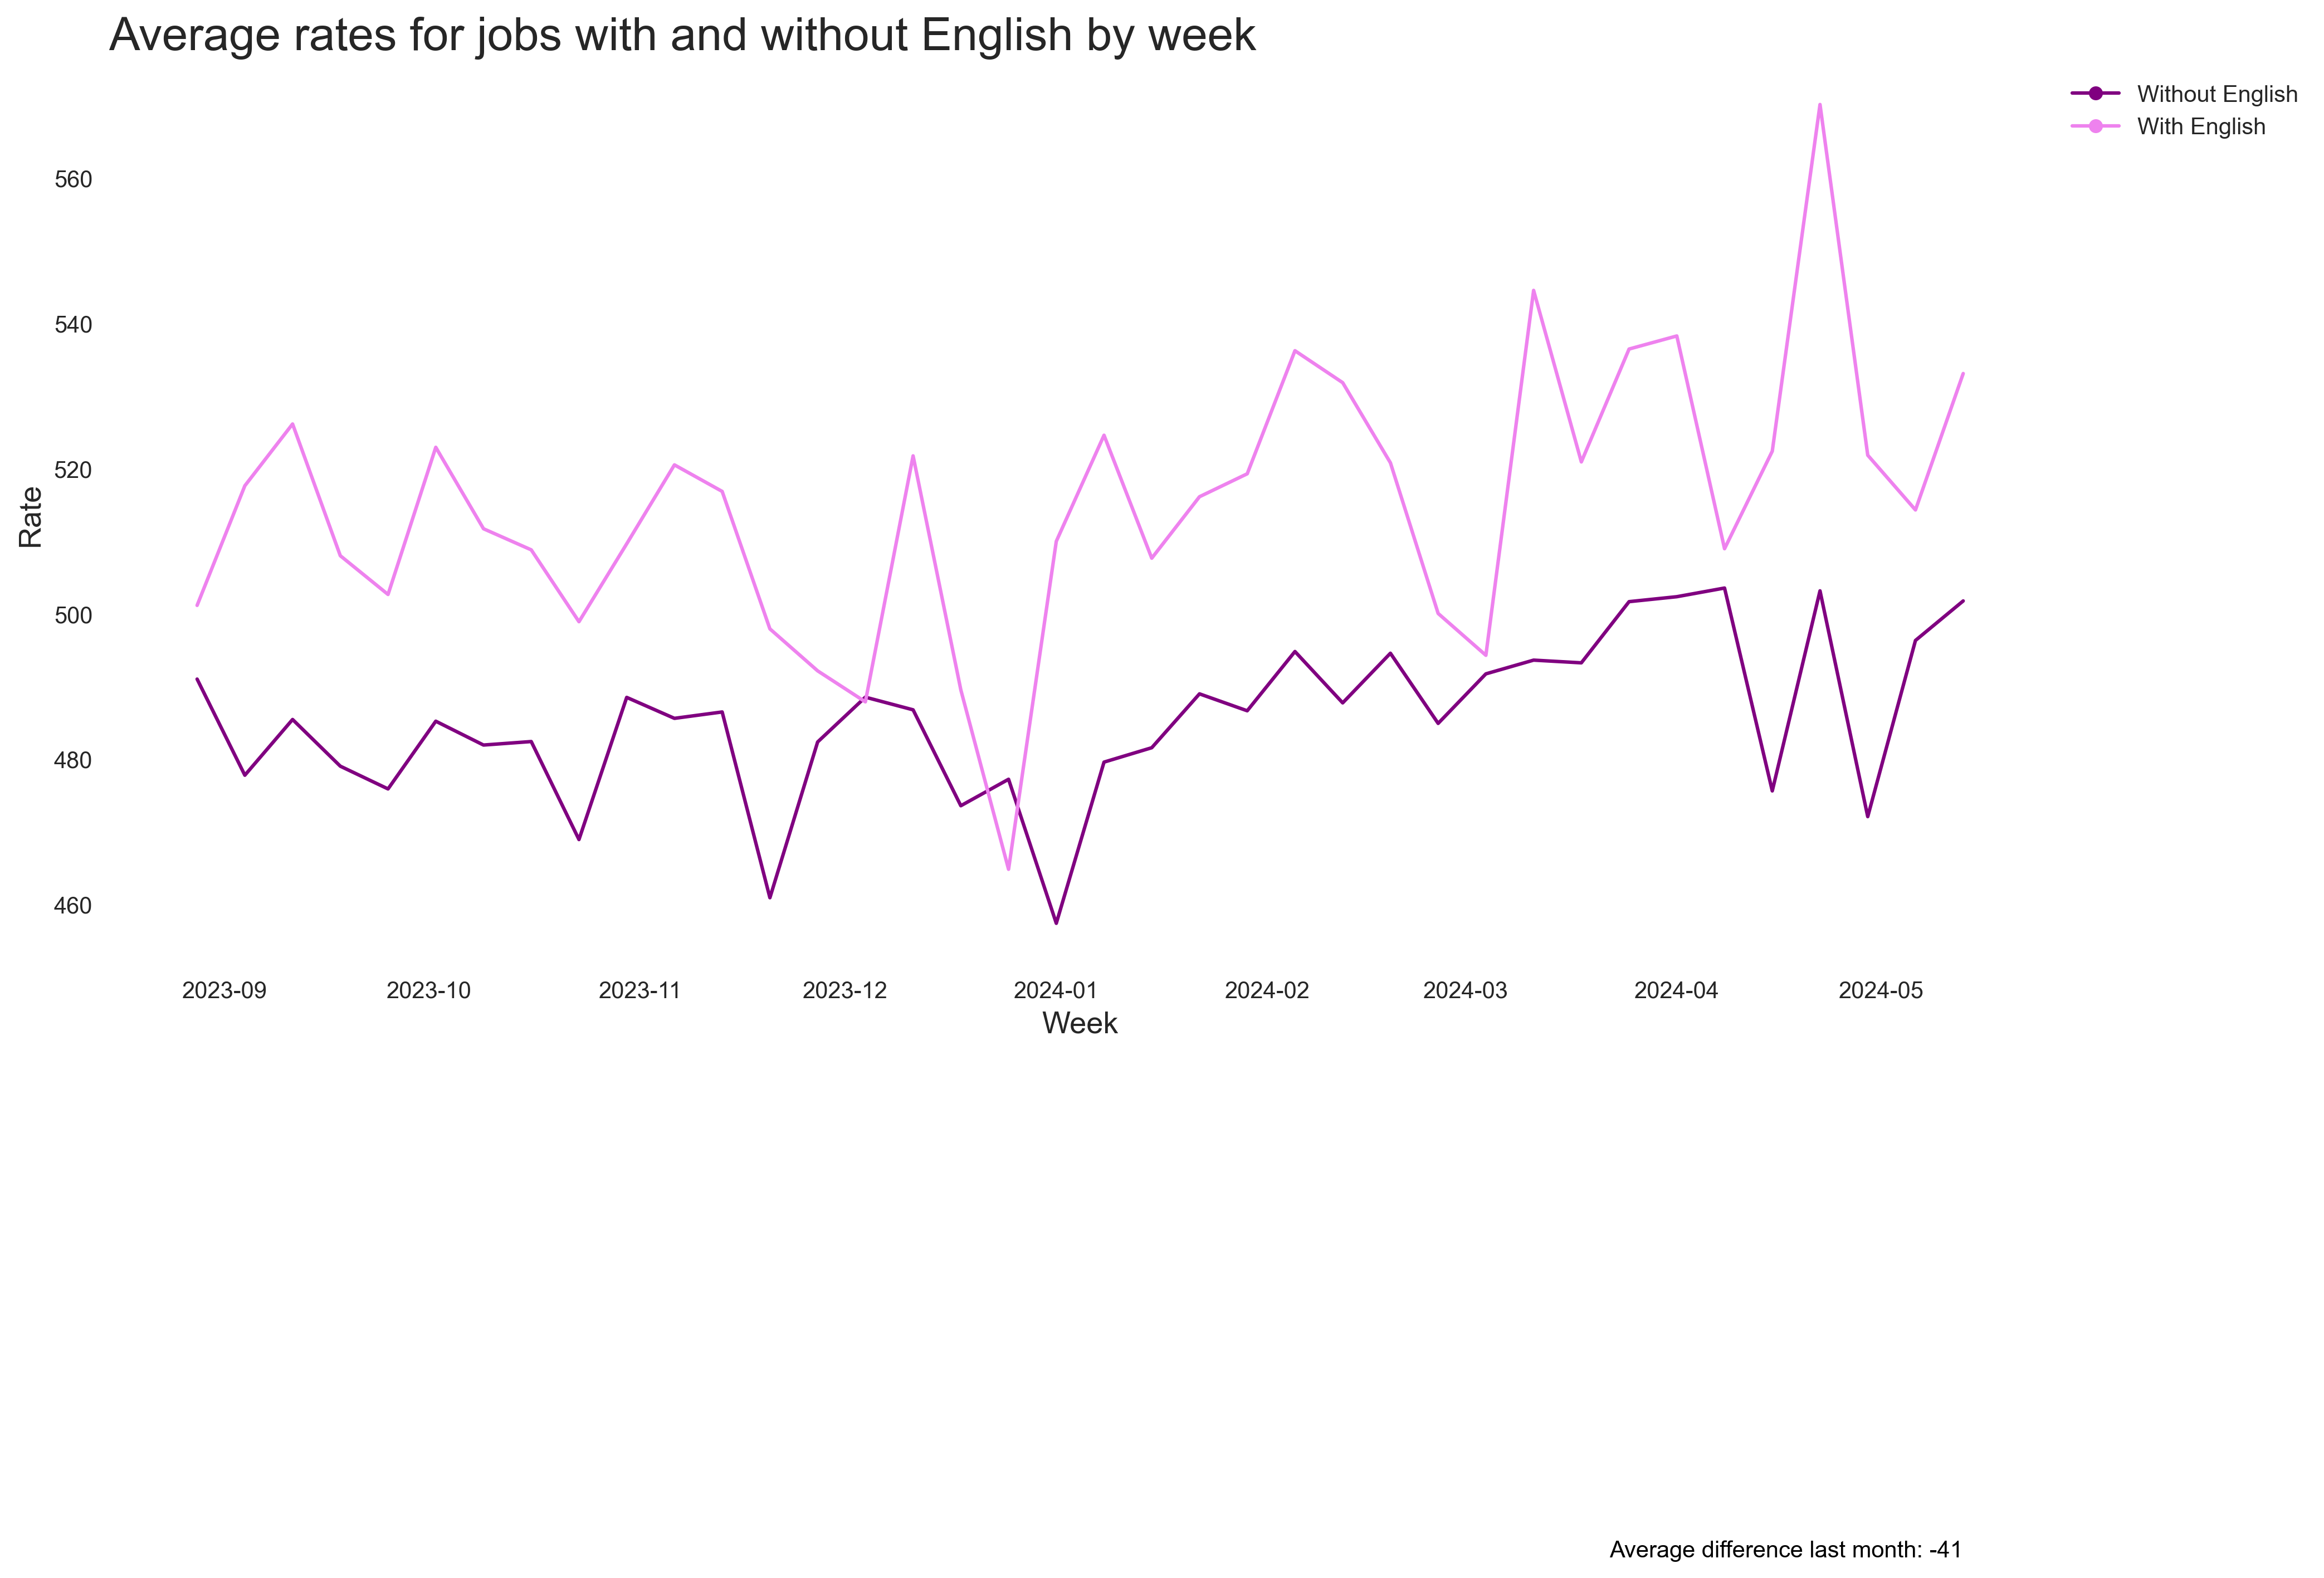 Average rates for jobs with and without English by week
Without English
With English
560
540
520
500
480
460
Rate
2023-09
2023-10
2023-11
2023-12
2024-01
2024-02
2024-03
2024-04
2024-05
Week
Average difference last month: -41